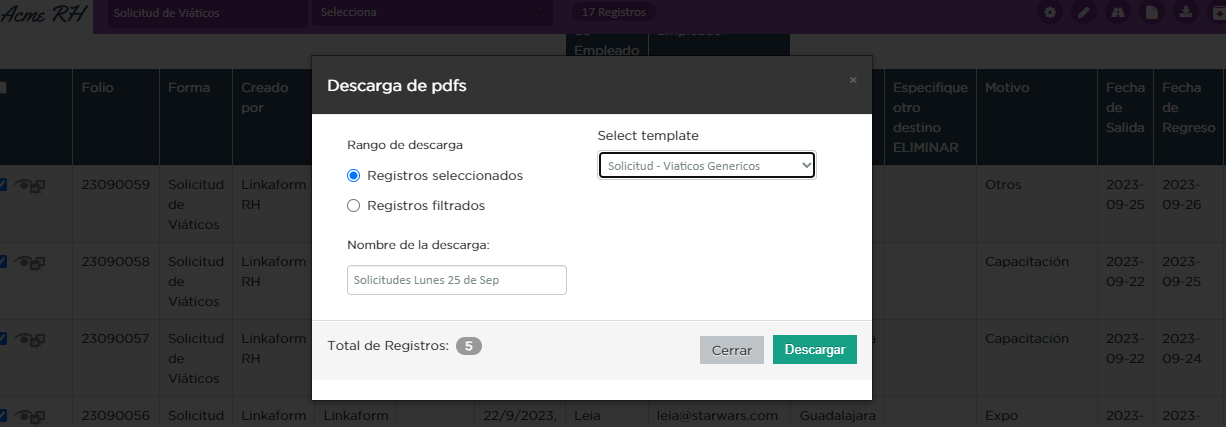 Acme RH
Solicitud de Viáticos
Selecciona
17 Registros
Empleado
Descarga de pdfs
×
Rango de descarga
Registros seleccionados
Registros filtrados
Select template
Solicitud - Viaticos Genericos
Nombre de la descarga:
Solicitudes Lunes 25 de Sep
Total de Registros: 5
Cerrar
Descargar
Folio
Forma
Creado
por
Especifique
otro
destino
ELIMINAR
Motivo
Fecha
de
Salida
Fecha
de
Regreso
23090059
Solicitud
de
Viáticos
Linkaform
RH
Otros
2023-
09-25
2023-
09-26
23090058
Solicitud
de
Viáticos
Linkaform
RH
Capacitación
2023-
09-22
2023-
09-25
23090057
Solicitud
de
Viáticos
Linkaform
RH
Capacitación
2023-
09-22
2023-
09-24
23090056
Solicitud
Linkaform
Linkaform
22/9/2023,
Leia
leia@starwars.com
Guadalajara
Expo
2023-
2023-